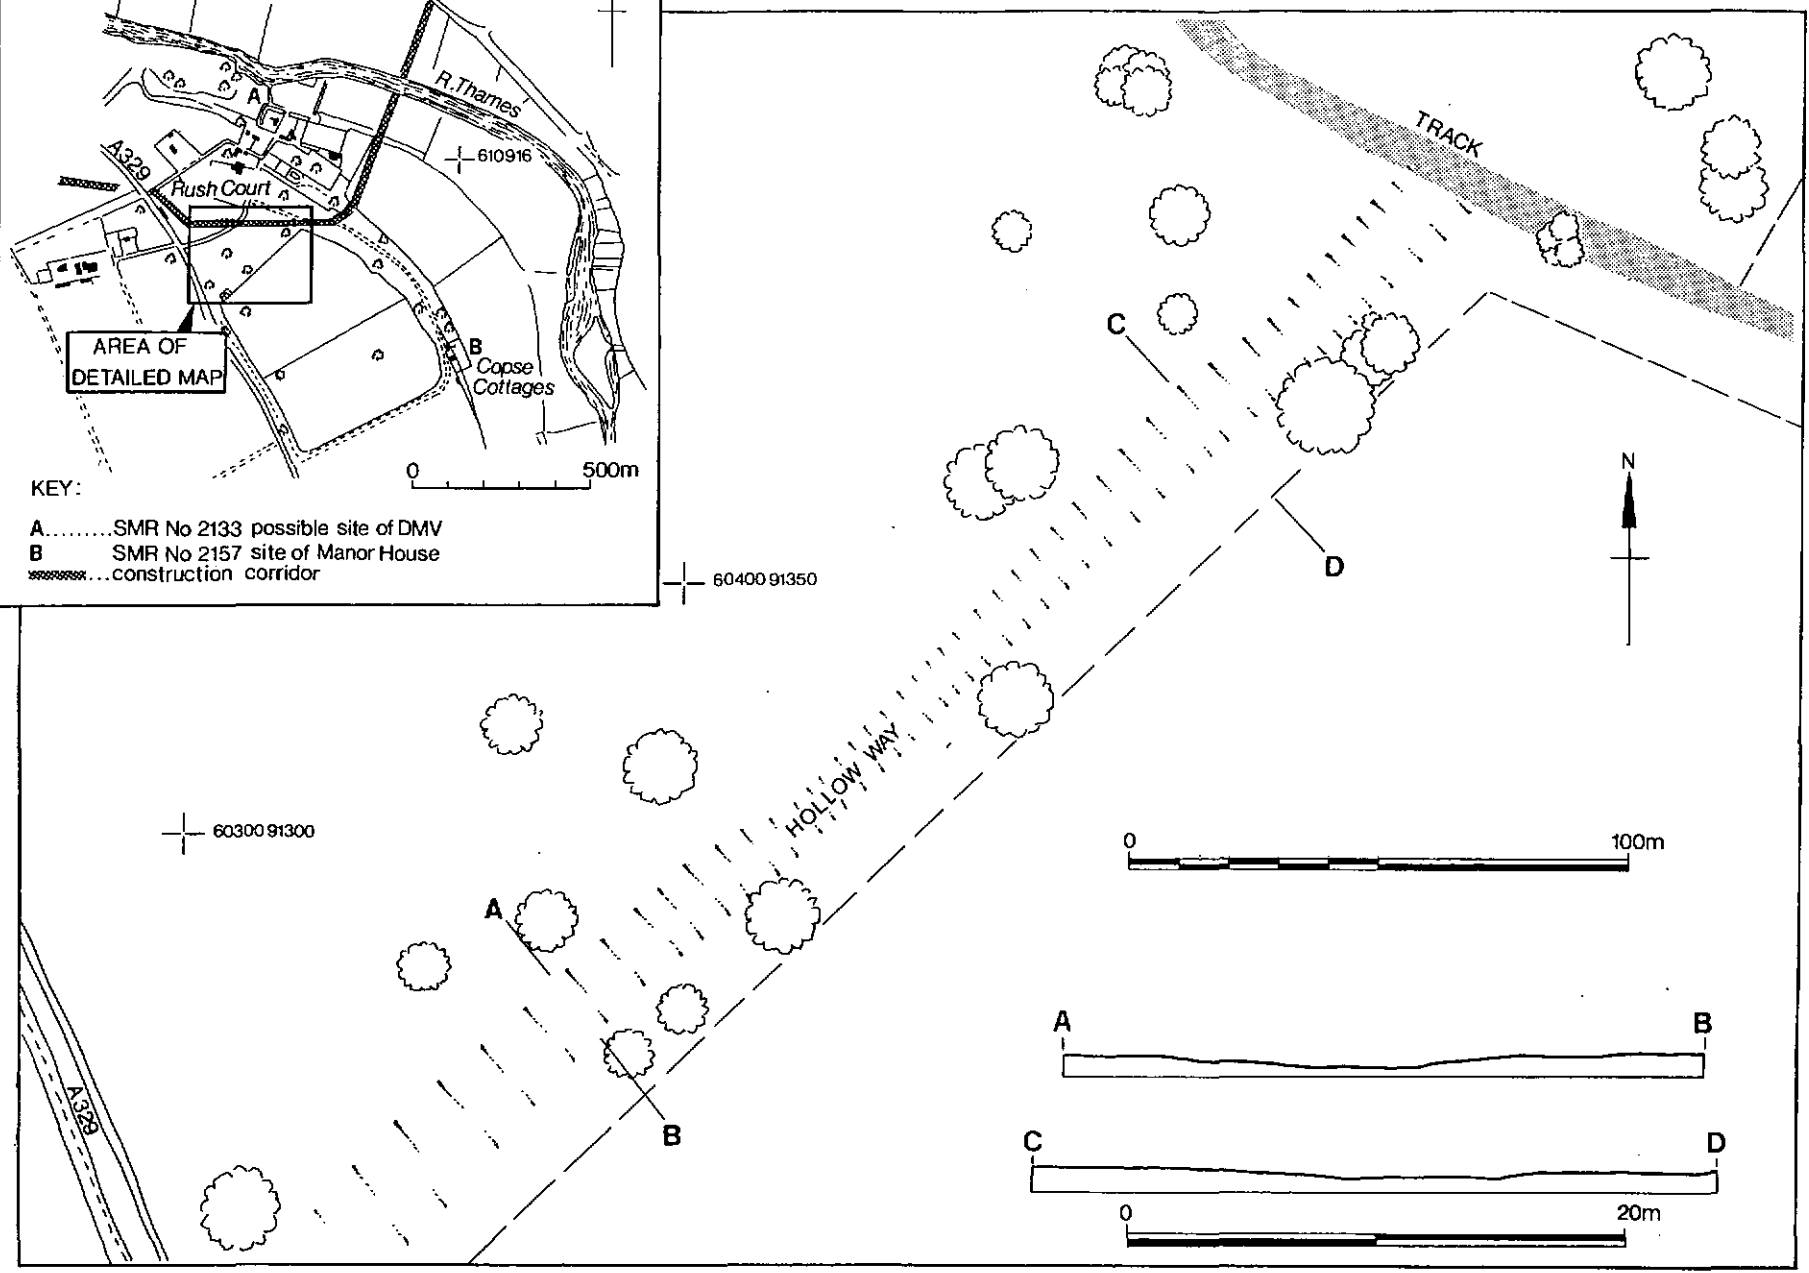 R.Thames
A
610916
A329
Rush Court
AREA OF
DETAILED MAP
B
Copse
Cottages
0 500m
KEY:
A.........SMR No 2133 possible site of DMV
B SMR No 2157 site of Manor House
...construction corridor
TRACK
C
N
D
60400 91350
HOLLOW WAY
60300 91300
0 100m
A
B
A329
A B
C D
0 20m